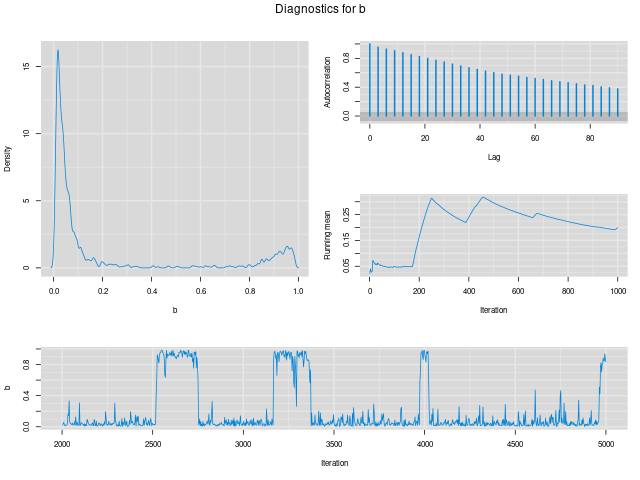 Diagnostics for b
Density
0 5 10 15
0.0 0.2 0.4 0.6 0.8 1.0
b
Autocorrelation
0.0 0.4 0.8
0 20 40 60 80
Lag
Running mean
0.05 0.15 0.25
0 200 400 600 800 1000
Iteration
b
0.0 0.4 0.8
2000 2500 3000 3500 4000 4500 5000
Iteration